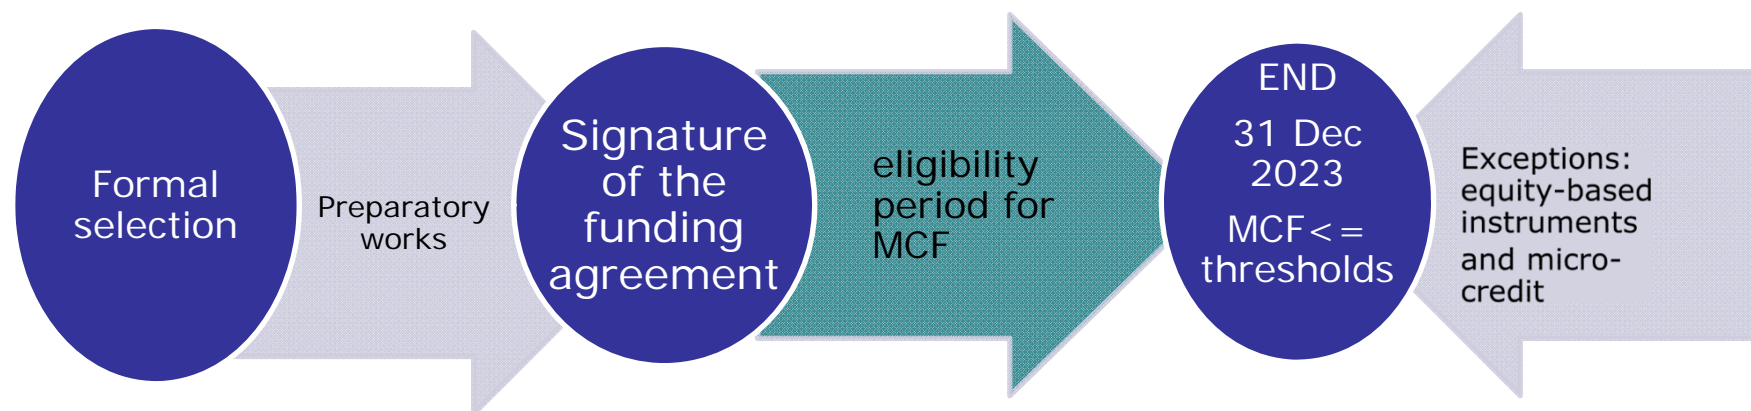 Formal
selection
Preparatory
works
Signature
of the
funding
agreement
eligibility
period for
MCF
END
31 Dec
2023
MCF<=
thresholds
Exceptions:
equity-based
instruments
and micro-
credit